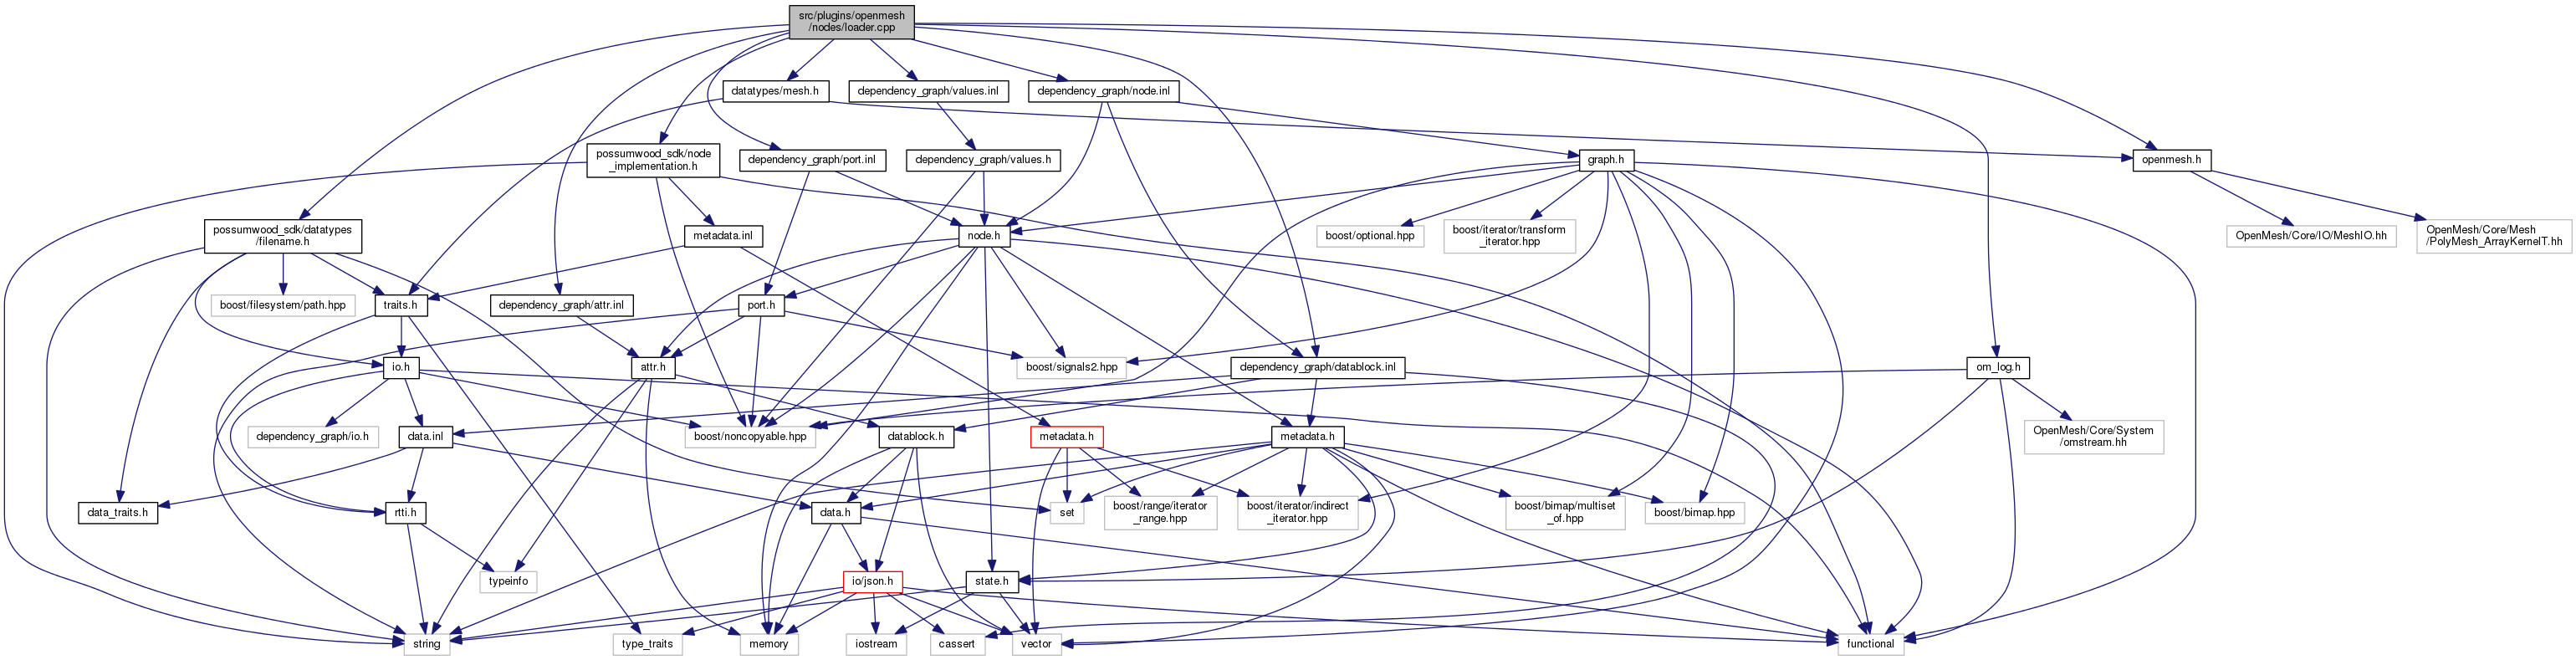 src/plugins/openmesh
/nodes/loader.cpp
datatypes/mesh.h
dependency_graph/values.inl
dependency_graph/node.inl
possumwood_sdk/node
_implementation.h
dependency_graph/port.inl
dependency_graph/values.h
graph.h
openmesh.h
possumwood_sdk/datatypes
/filename.h
metadata.inl
node.h
boost/optional.hpp
boost/iterator/transform
_iterator.hpp
OpenMesh/Core/IO/MeshIO.hh
OpenMesh/Core/Mesh
/PolyMesh_ArrayKernelT.hh
boost/filesystem/path.hpp
traits.h
dependency_graph/attr.inl
port.h
io.h
attr.h
boost/signals2.hpp
dependency_graph/datablock.inl
om_log.h
dependency_graph/io.h
data.inl
boost/noncopyable.hpp
datablock.h
metadata.h
metadata.h
OpenMesh/Core/System
/omstream.hh
data_traits.h
rtti.h
data.h
set
boost/range/iterator
_range.hpp
boost/iterator/indirect
_iterator.hpp
boost/bimap/multiset
_of.hpp
boost/bimap.hpp
typeinfo
io/json.h
state.h
string
type_traits
memory
iostream
cassert
vector
functional